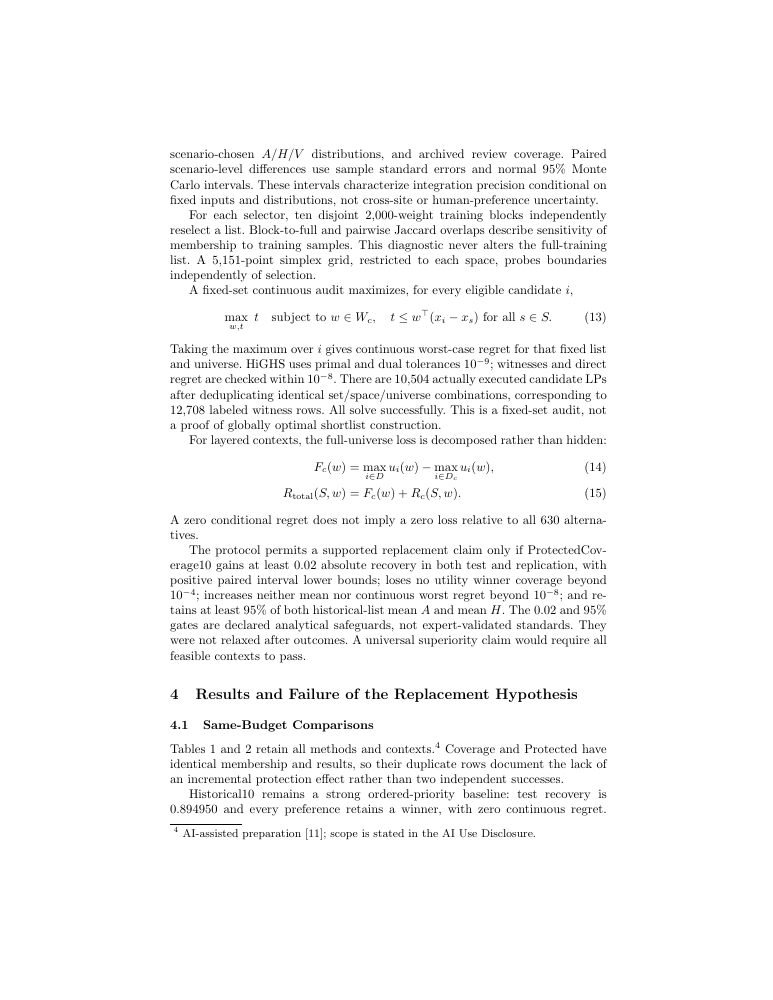 scenario-chosen A/H/V distributions, and archived review coverage. Paired
scenario-level differences use sample standard errors and normal 95% Monte
Carlo intervals. These intervals characterize integration precision conditional on
fixed inputs and distributions, not cross-site or human-preference uncertainty.
For each selector, ten disjoint 2,000-weight training blocks independently
reselect a list. Block-to-full and pairwise Jaccard overlaps describe sensitivity of
membership to training samples. This diagnostic never alters the full-training
list. A 5,151-point simplex grid, restricted to each space, probes boundaries
independently of selection.
A fixed-set continuous audit maximizes, for every eligible candidate i,
max_{w,t} t subject to w ∈ W_c, t ≤ w^⊤(x_i − x_s) for all s ∈ S. (13)
Taking the maximum over i gives continuous worst-case regret for that fixed list
and universe. HiGHS uses primal and dual tolerances 10^{−9}; witnesses and direct
regret are checked within 10^{−8}. There are 10,504 actually executed candidate LPs
after deduplicating identical set/space/universe combinations, corresponding to
12,708 labeled witness rows. All solve successfully. This is a fixed-set audit, not
a proof of globally optimal shortlist construction.
For layered contexts, the full-universe loss is decomposed rather than hidden:
F_c(w) = max_{i∈D} u_i(w) − max_{i∈D_c} u_i(w), (14)
R_total(S, w) = F_c(w) + R_c(S, w). (15)
A zero conditional regret does not imply a zero loss relative to all 630 alterna-
tives.
The protocol permits a supported replacement claim only if ProtectedCov-
erage10 gains at least 0.02 absolute recovery in both test and replication, with
positive paired interval lower bounds; loses no utility winner coverage beyond
10^{−4}; increases neither mean nor continuous worst regret beyond 10^{−8}; and re-
tains at least 95% of both historical-list mean A and mean H. The 0.02 and 95%
gates are declared analytical safeguards, not expert-validated standards. They
were not relaxed after outcomes. A universal superiority claim would require all
feasible contexts to pass.
4 Results and Failure of the Replacement Hypothesis
4.1 Same-Budget Comparisons
Tables 1 and 2 retain all methods and contexts.^4 Coverage and Protected have
identical membership and results, so their duplicate rows document the lack of
an incremental protection effect rather than two independent successes.
Historical10 remains a strong ordered-priority baseline: test recovery is
0.894950 and every preference retains a winner, with zero continuous regret.
^4 AI-assisted preparation [11]; scope is stated in the AI Use Disclosure.